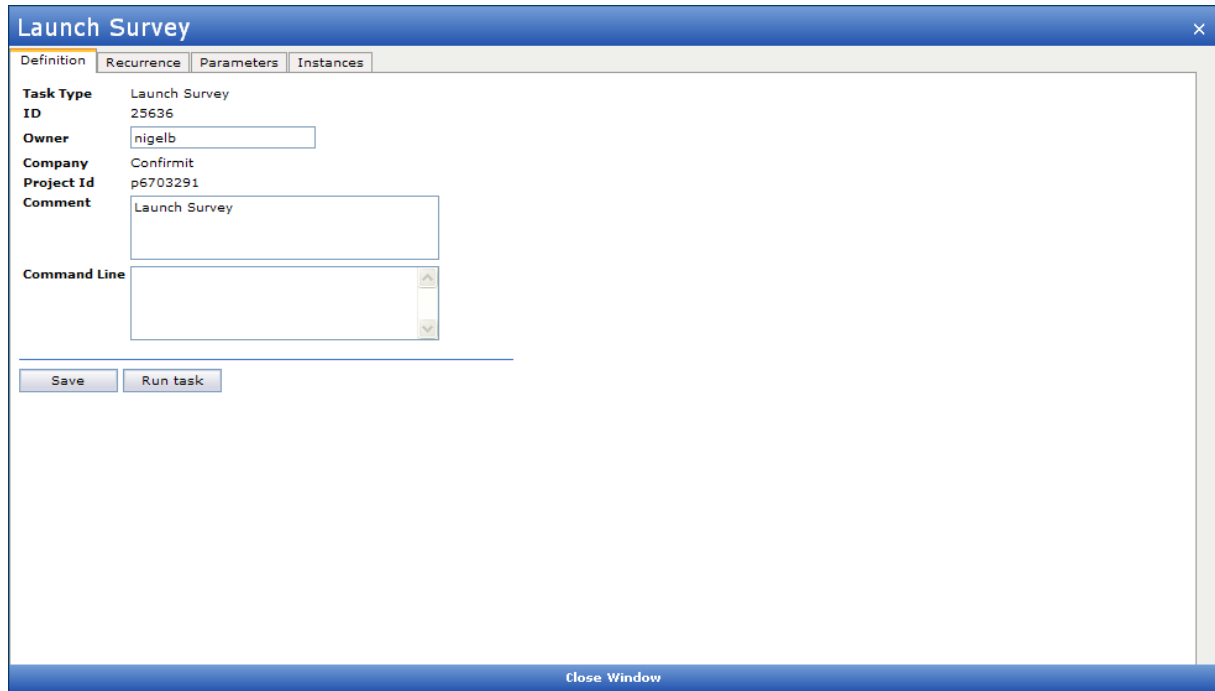 Launch Survey
Definition Recurrence Parameters Instances
Task Type Launch Survey
ID 25636
Owner nigelb
Company Confirmit
Project Id p6703291
Comment Launch Survey
Command Line
Save Run task
Close Window